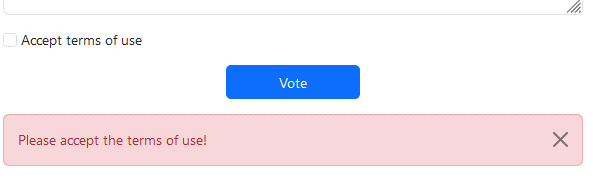 Accept terms of use
Vote
Please accept the terms of use!